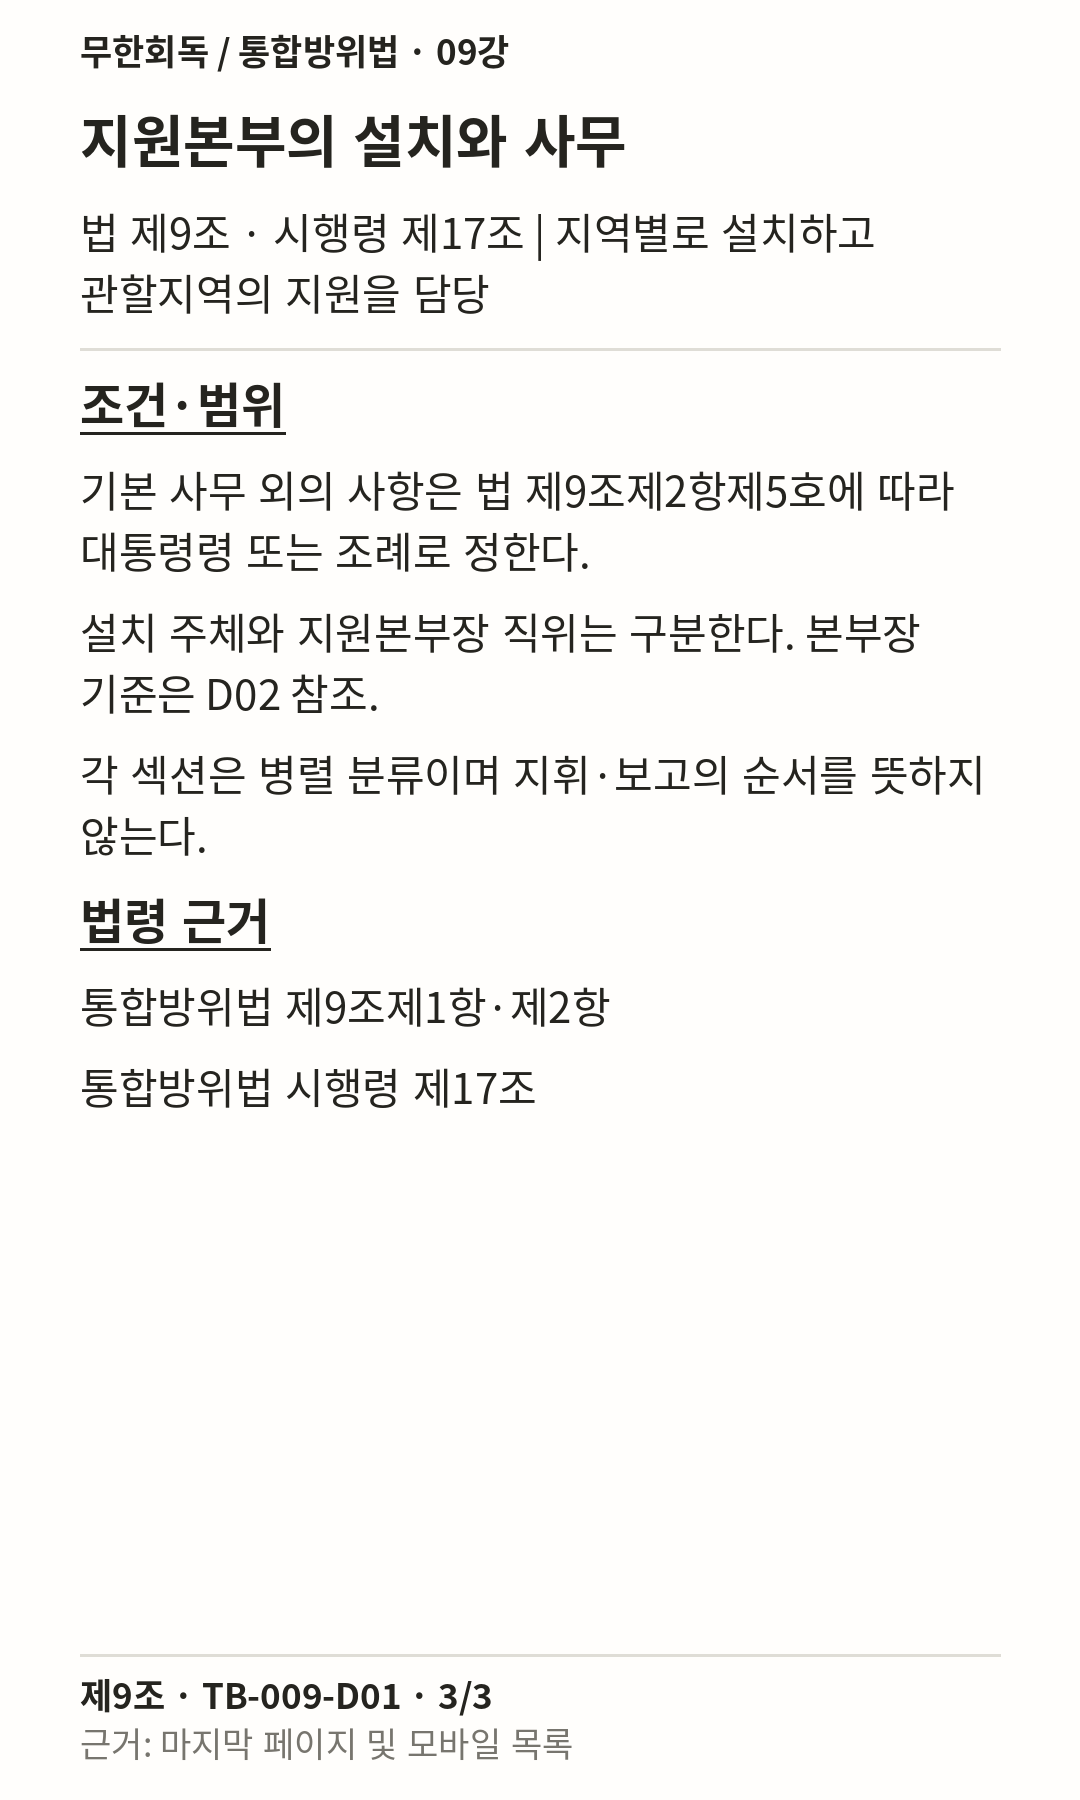 무한회독 / 통합방위법 · 09강
지원본부의 설치와 사무
법 제9조 · 시행령 제17조 | 지역별로 설치하고
관할지역의 지원을 담당
조건·범위
기본 사무 외의 사항은 법 제9조제2항제5호에 따라
대통령령 또는 조례로 정한다.
설치 주체와 지원본부장 직위는 구분한다. 본부장
기준은 D02 참조.
각 섹션은 병렬 분류이며 지휘·보고의 순서를 뜻하지
않는다.
법령 근거
통합방위법 제9조제1항·제2항
통합방위법 시행령 제17조
제9조 · TB-009-D01 · 3/3
근거: 마지막 페이지 및 모바일 목록